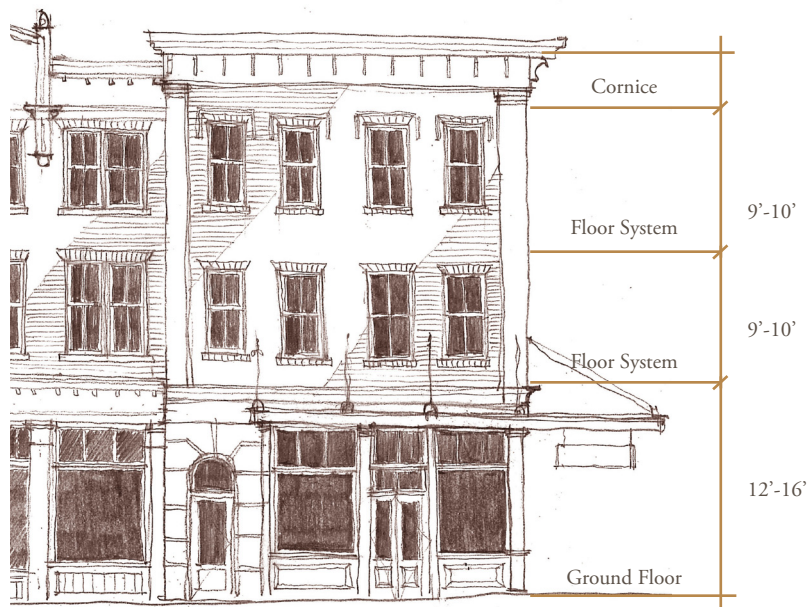 Cornice
9’-10’
Floor System
9’-10’
Floor System
12’-16’
Ground Floor